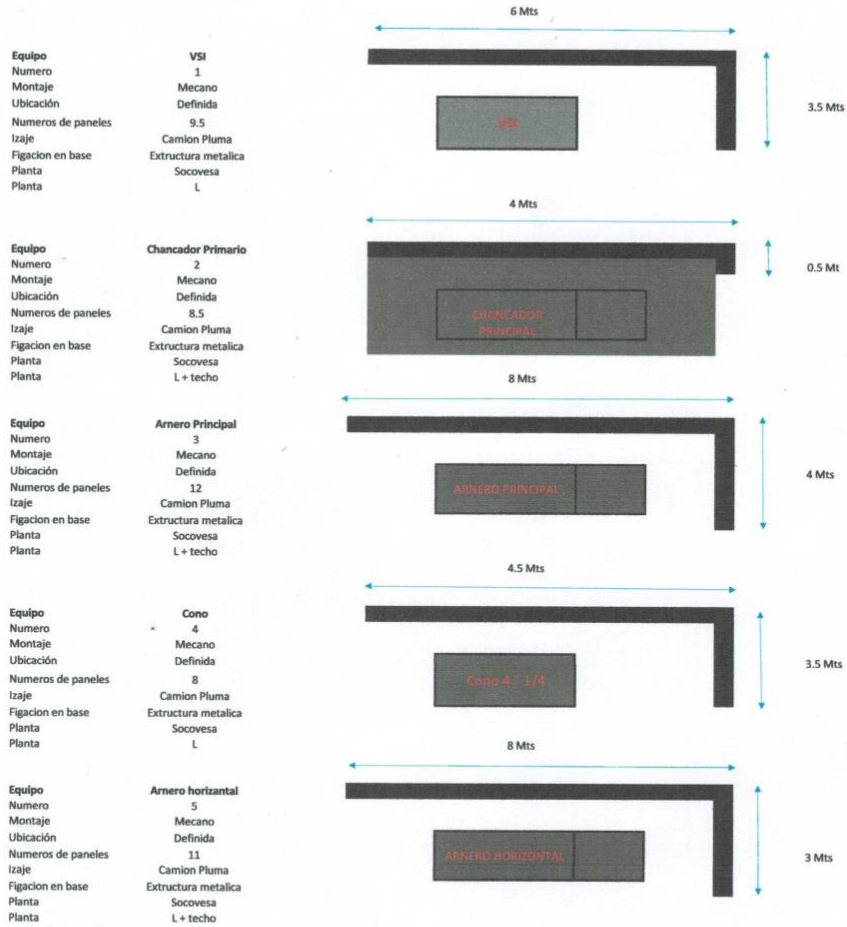 6 Mts
Equipo VSI
Numero 1
Montaje Mecano
Ubicación Definida
Numeros de paneles 9.5
Izaje Camion Pluma
Figacion en base Extructura metalica
Planta Socovesa
Planta L
VSI
3.5 Mts
4 Mts
Equipo Chancador Primario
Numero 2
Montaje Mecano
Ubicación Definida
Numeros de paneles 8.5
Izaje Camion Pluma
Figacion en base Extructura metalica
Planta Socovesa
Planta L + techo
CHANCADOR
PRINCIPAL
0.5 Mt
8 Mts
Equipo Arnero Principal
Numero 3
Montaje Mecano
Ubicación Definida
Numeros de paneles 12
Izaje Camion Pluma
Figacion en base Extructura metalica
Planta Socovesa
Planta L + techo
ARNERO PRINCIPAL
4 Mts
4.5 Mts
Equipo Cono
Numero 4
Montaje Mecano
Ubicación Definida
Numeros de paneles 8
Izaje Camion Pluma
Figacion en base Extructura metalica
Planta Socovesa
Planta L
Cono 4 " 1/4
3.5 Mts
8 Mts
Equipo Arnero horizantal
Numero 5
Montaje Mecano
Ubicación Definida
Numeros de paneles 11
Izaje Camion Pluma
Figacion en base Extructura metalica
Planta Socovesa
Planta L + techo
ARNERO HORIZONTAL
3 Mts